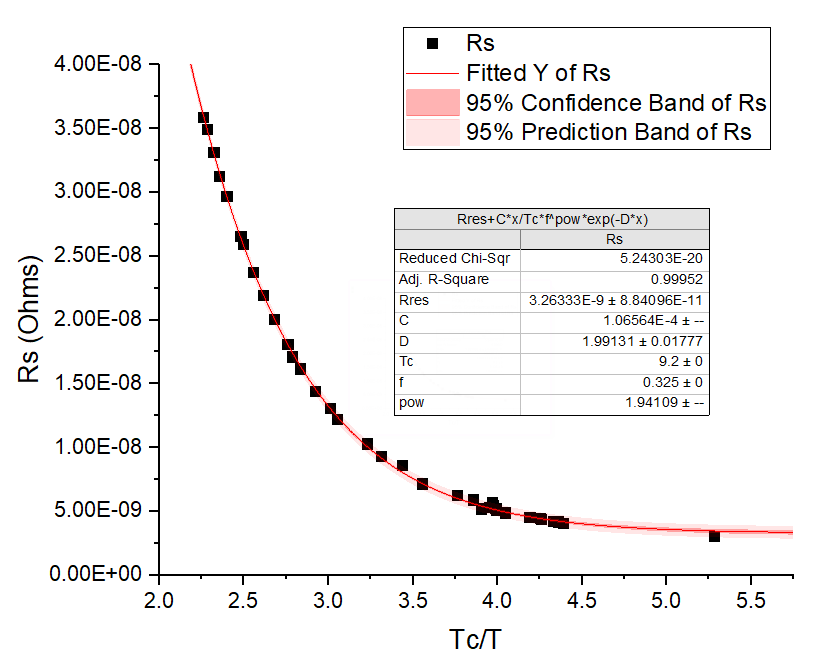 Rs
Fitted Y of Rs
95% Confidence Band of Rs
95% Prediction Band of Rs
4.00E-08
3.50E-08
3.00E-08
2.50E-08
2.00E-08
1.50E-08
1.00E-08
5.00E-09
0.00E+00
Rs (Ohms)
Rres+C*x/Tc*f^pow*exp(-D*x)
Rs
Reduced Chi-Sqr 5.24303E-20
Adj. R-Square 0.99952
Rres 3.26333E-9 ± 8.84096E-11
C 1.06564E-4 ± --
D 1.99131 ± 0.01777
Tc 9.2 ± 0
f 0.325 ± 0
pow 1.94109 ± --
2.0 2.5 3.0 3.5 4.0 4.5 5.0 5.5
Tc/T